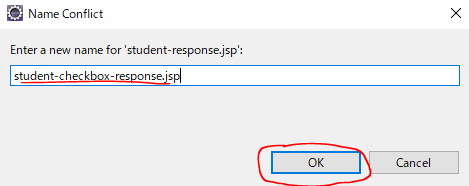 Name Conflict
Enter a new name for 'student-response.jsp':
student-checkbox-response.jsp
OK
Cancel